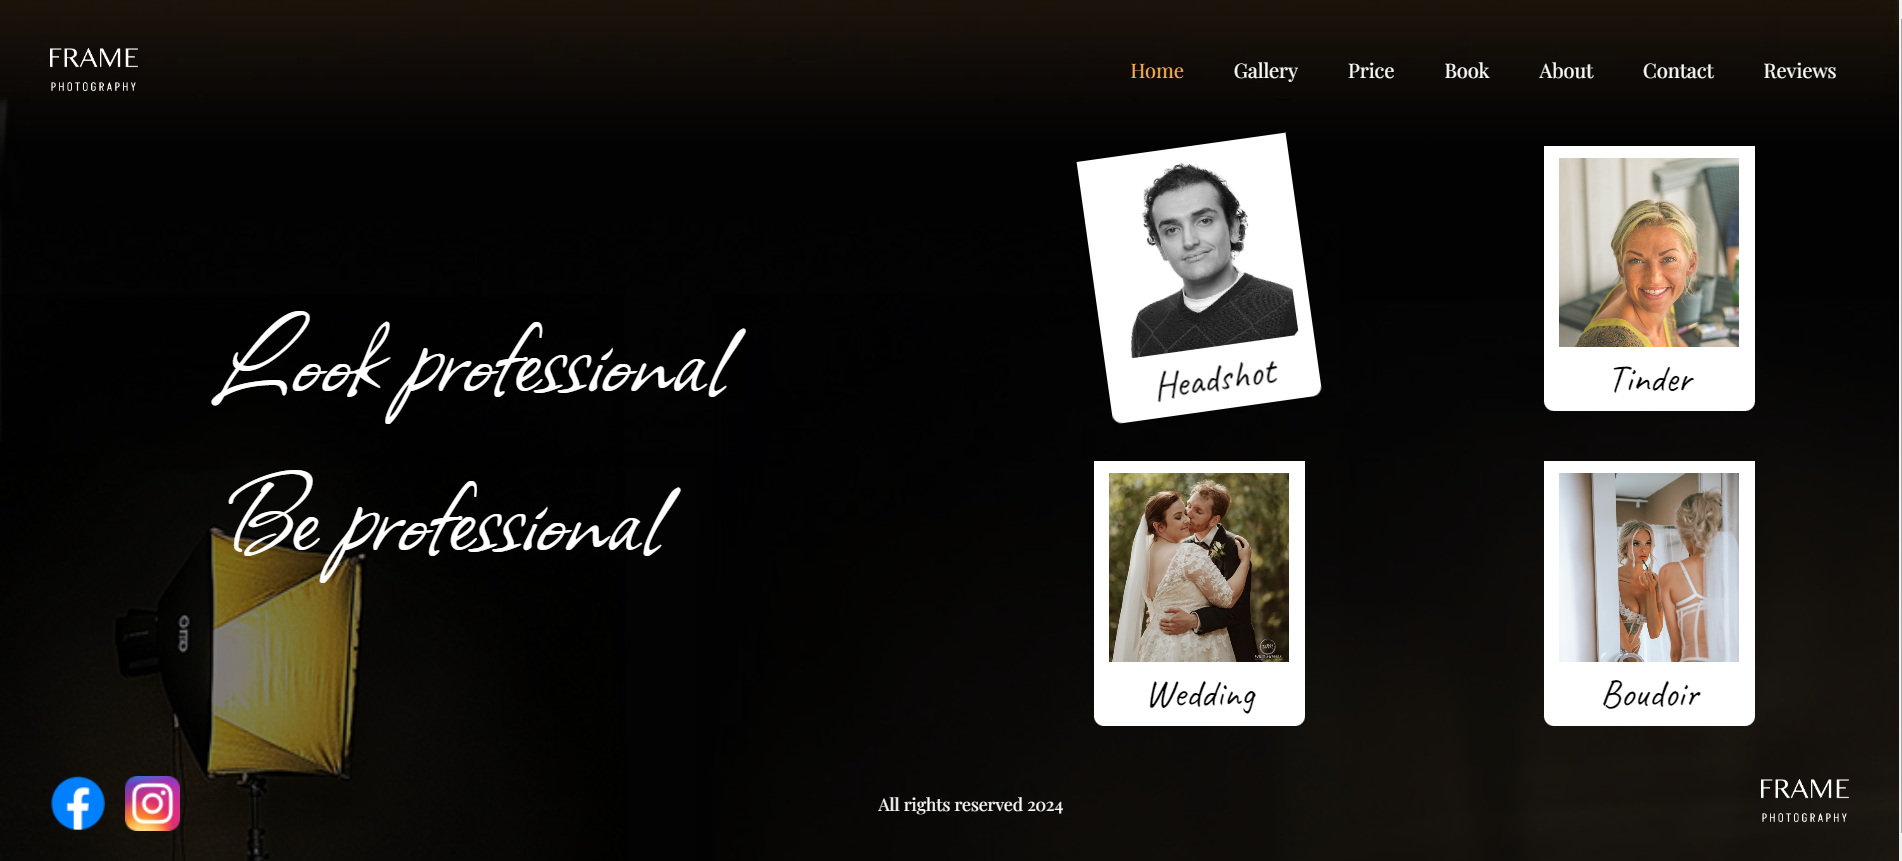 FRAME
PHOTOGRAPHY
Home Gallery Price Book About Contact Reviews
Look professional
Be professional
Headshot
Tinder
Wedding
Boudoir
All rights reserved 2024
FRAME
PHOTOGRAPHY